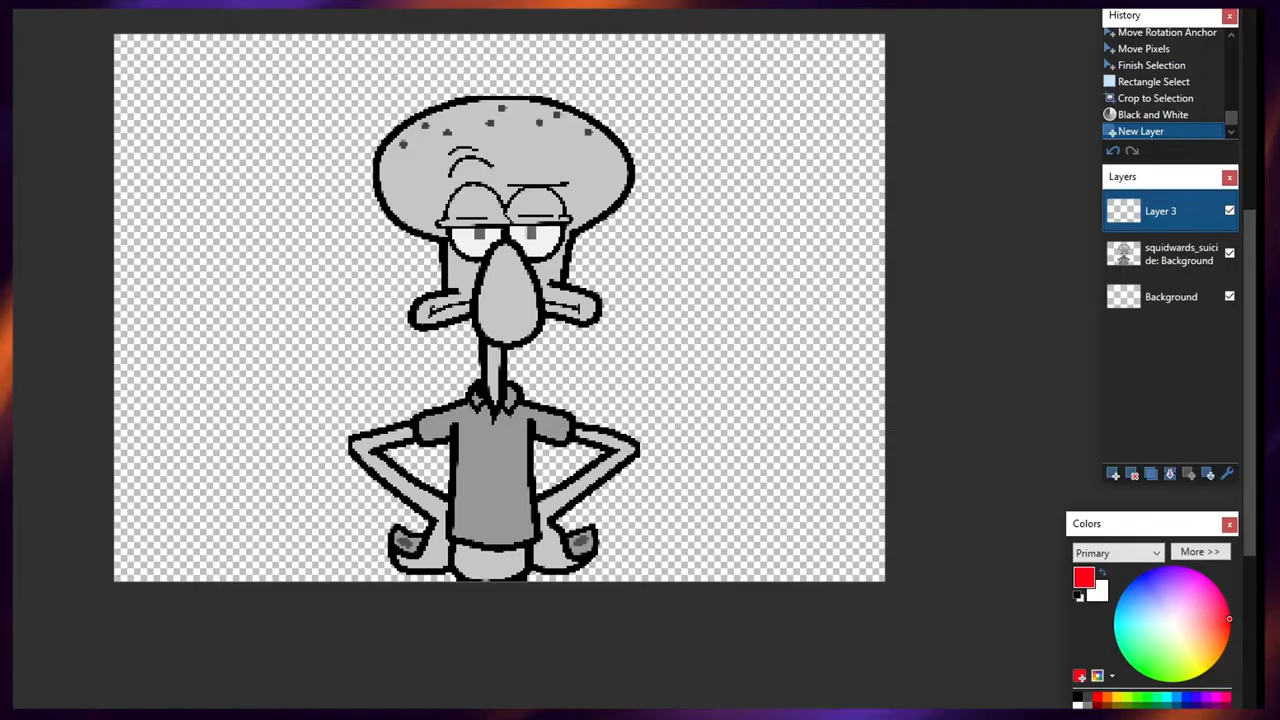 History
Move Rotation Anchor
Move Pixels
Finish Selection
Rectangle Select
Crop to Selection
Black and White
New Layer
Layers
Layer 3
squidwards_suici
de: Background
Background
Colors
Primary
More >>